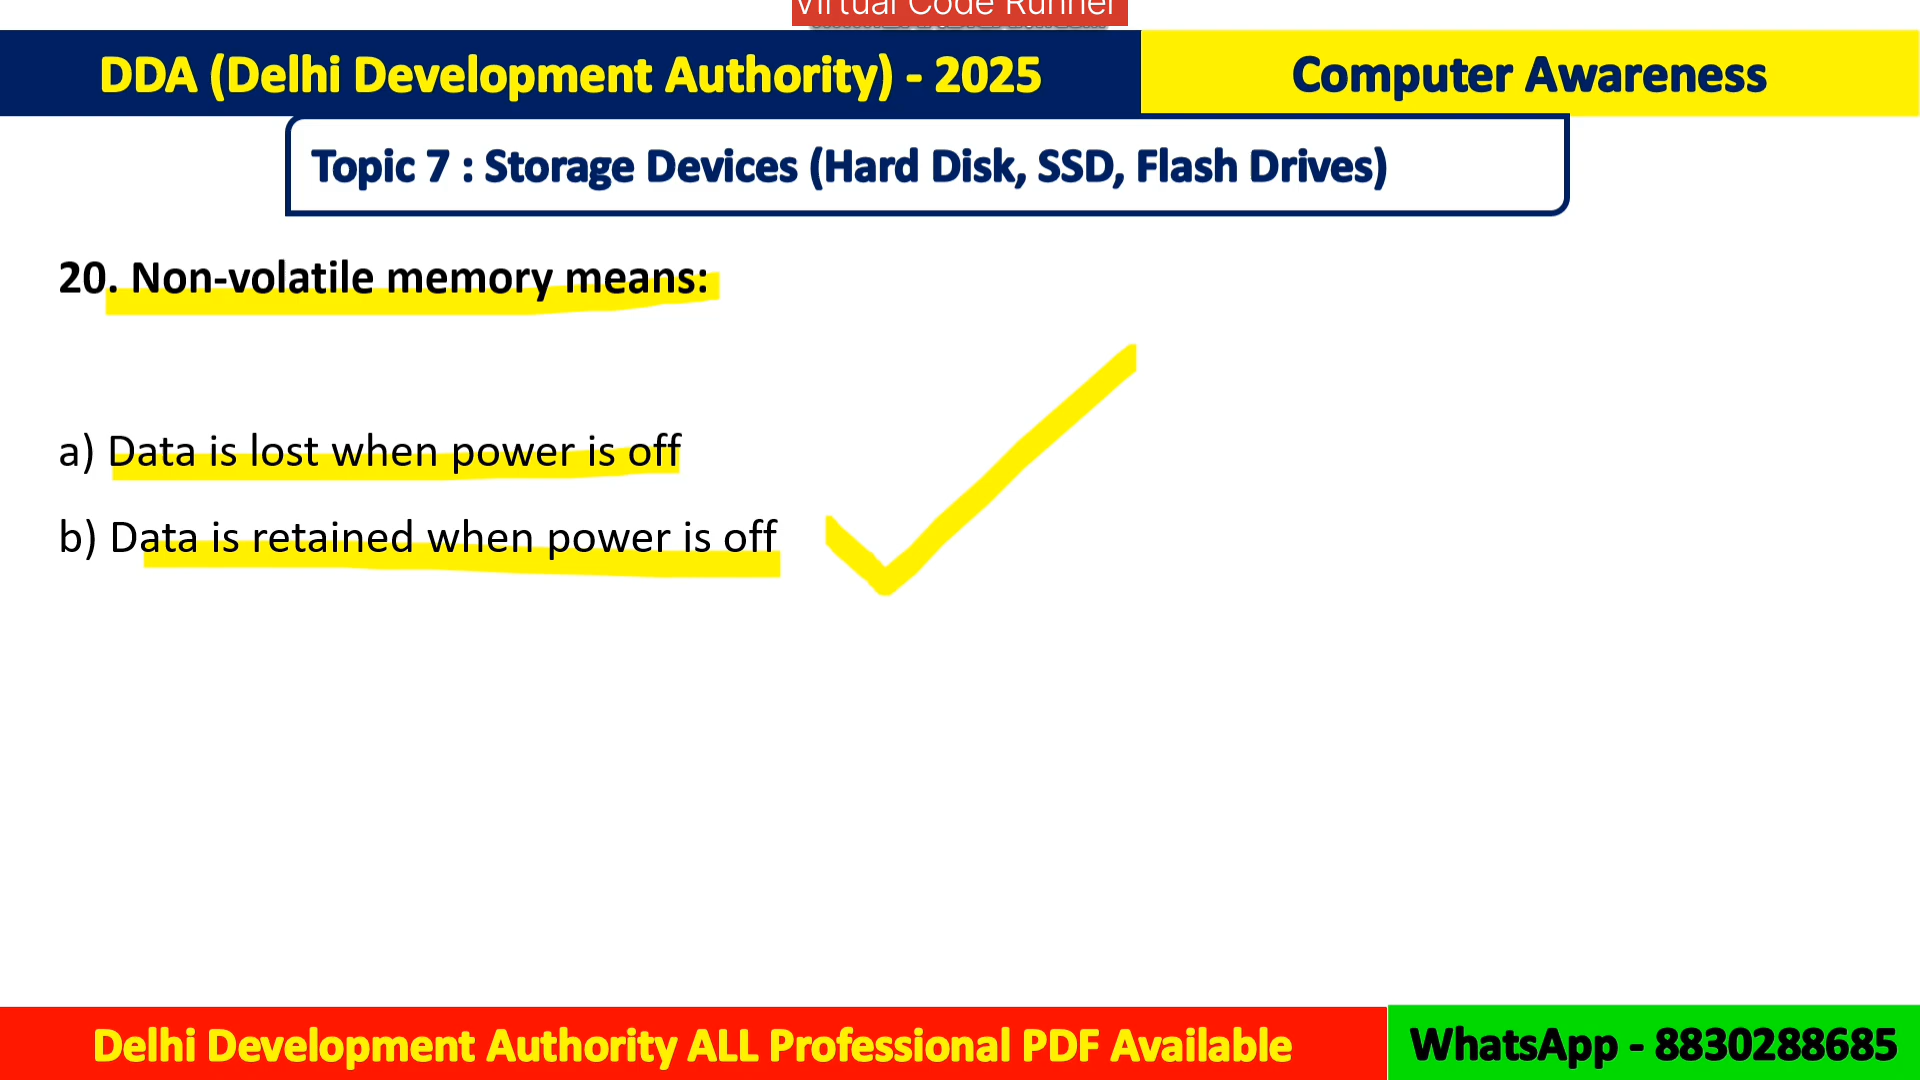 Virtual Code Runner
DDA (Delhi Development Authority) - 2025
Computer Awareness
Topic 7 : Storage Devices (Hard Disk, SSD, Flash Drives)
20. Non-volatile memory means:
a) Data is lost when power is off
b) Data is retained when power is off
Delhi Development Authority ALL Professional PDF Available
WhatsApp - 8830288685